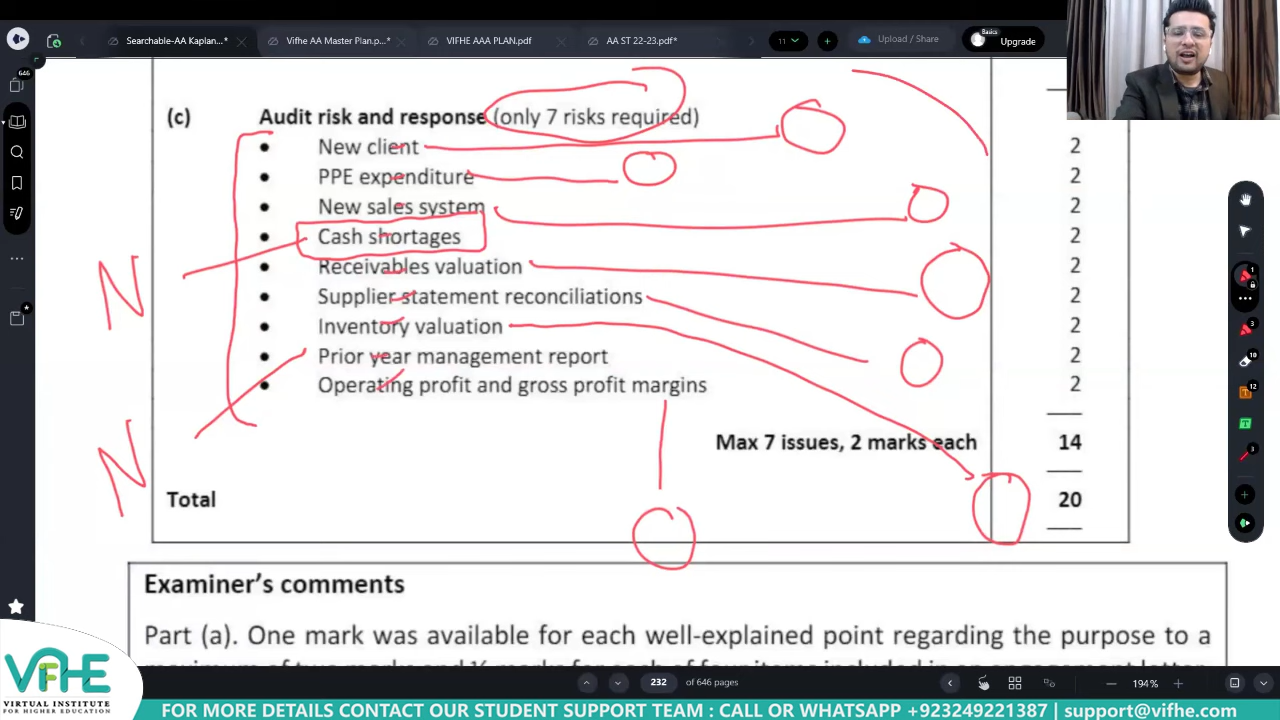 Searchable-AA Kaplan...*
Vifhe AA Master Plan.p...*
VIFHE AAA PLAN.pdf
AA ST 22-23.pdf*
11
Upload / Share
Basics
Upgrade
646
(c) Audit risk and response (only 7 risks required)
• New client 2
• PPE expenditure 2
• New sales system 2
• Cash shortages 2
• Receivables valuation 2
• Supplier statement reconciliations 2
• Inventory valuation 2
• Prior year management report 2
• Operating profit and gross profit margins 2
N
N
Max 7 issues, 2 marks each 14
Total 20
Examiner's comments
Part (a). One mark was available for each well-explained point regarding the purpose to a
232 of 646 pages
194%
VIFHE
VIRTUAL INSTITUTE
FOR HIGHER EDUCATION
FOR MORE DETAILS CONTACT OUR STUDENT SUPPORT TEAM : CALL OR WHATSAPP +923249221387 | support@vifhe.com